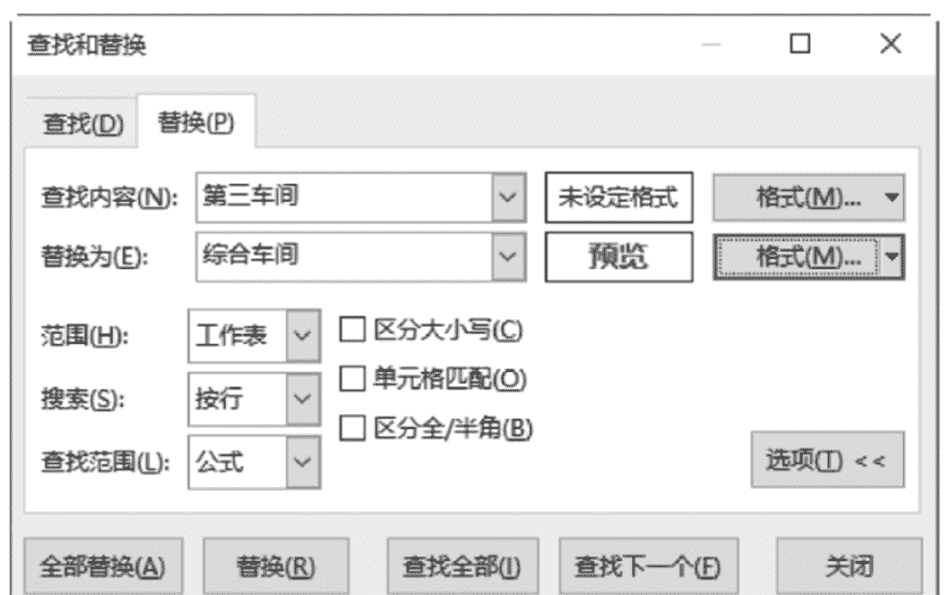 查找和替换
查找(D) 替换(P)
查找内容(N): 第三车间 未设定格式 格式(M)...
替换为(E): 综合车间 预览 格式(M)...
范围(H): 工作表 区分大小写(C)
单元格匹配(O)
搜索(S): 按行
区分全/半角(B)
查找范围(L): 公式 选项(T) <<
全部替换(A) 替换(R) 查找全部(I) 查找下一个(F) 关闭